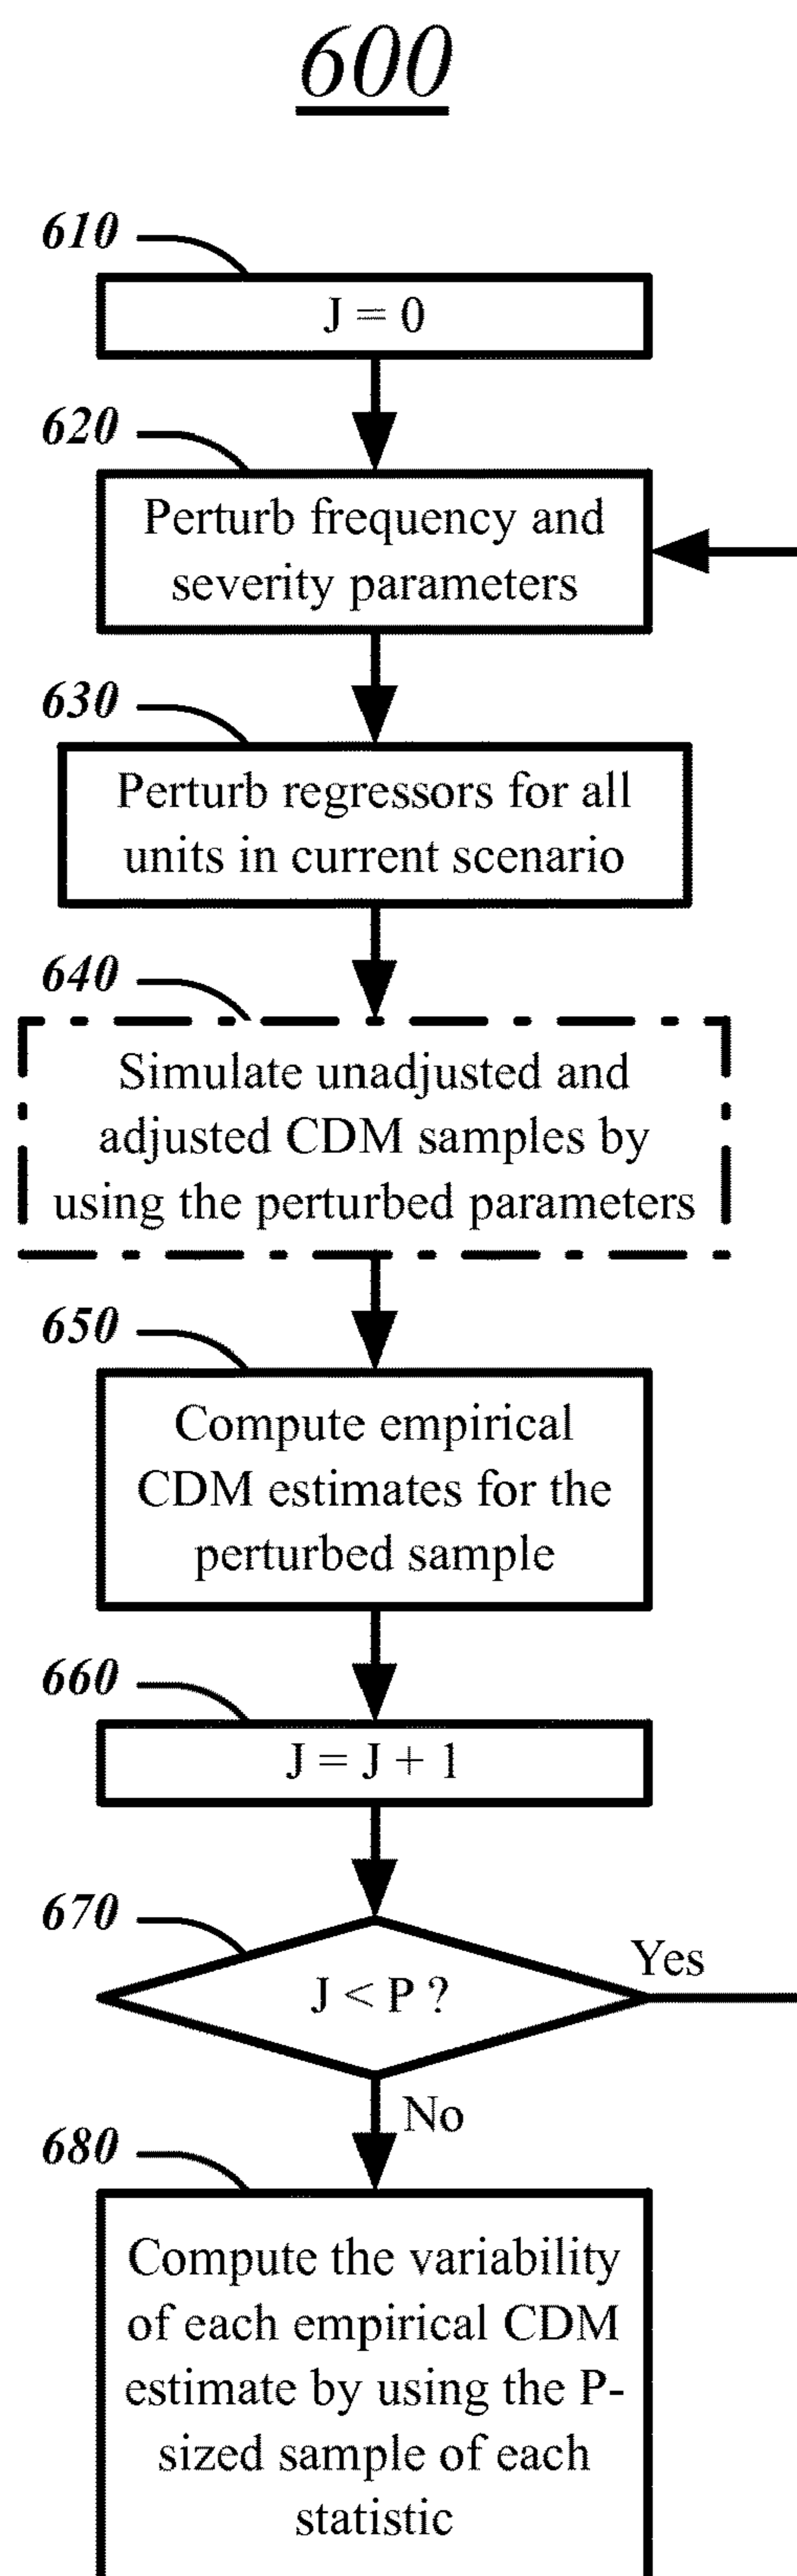 600
610
J = 0
620
Perturb frequency and
severity parameters
630
Perturb regressors for all
units in current scenario
640
Simulate unadjusted and
adjusted CDM samples by
using the perturbed parameters
650
Compute empirical
CDM estimates for the
perturbed sample
660
J = J + 1
670
J < P ?
Yes
No
680
Compute the variability
of each empirical CDM
estimate by using the P-
sized sample of each
statistic